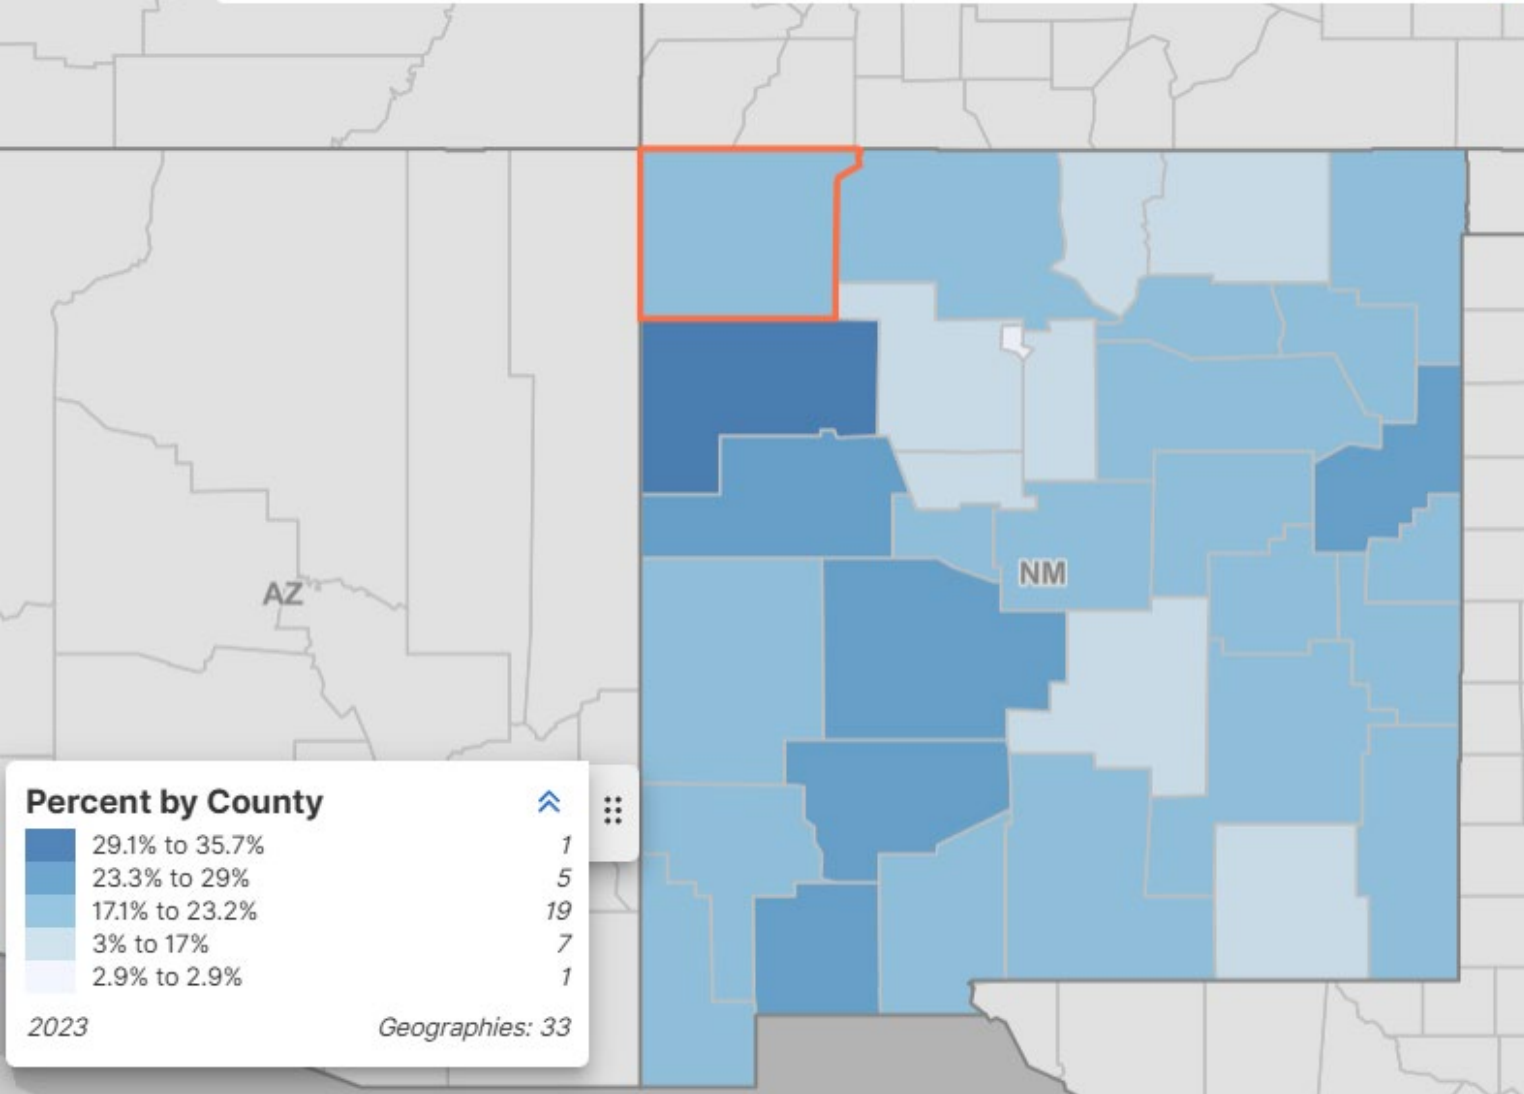 NM
AZ
Percent by County
29.1% to 35.7% 1
23.3% to 29% 5
17.1% to 23.2% 19
3% to 17% 7
2.9% to 2.9% 1
2023 Geographies: 33